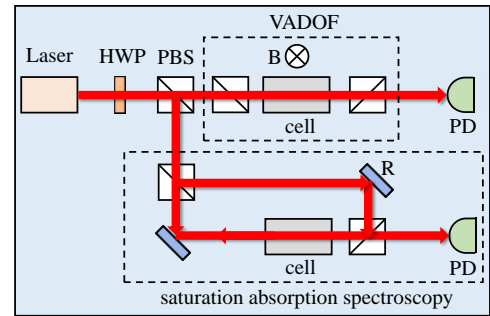 VADOF
Laser HWP PBS B
cell
PD
R
cell
PD
saturation absorption spectroscopy